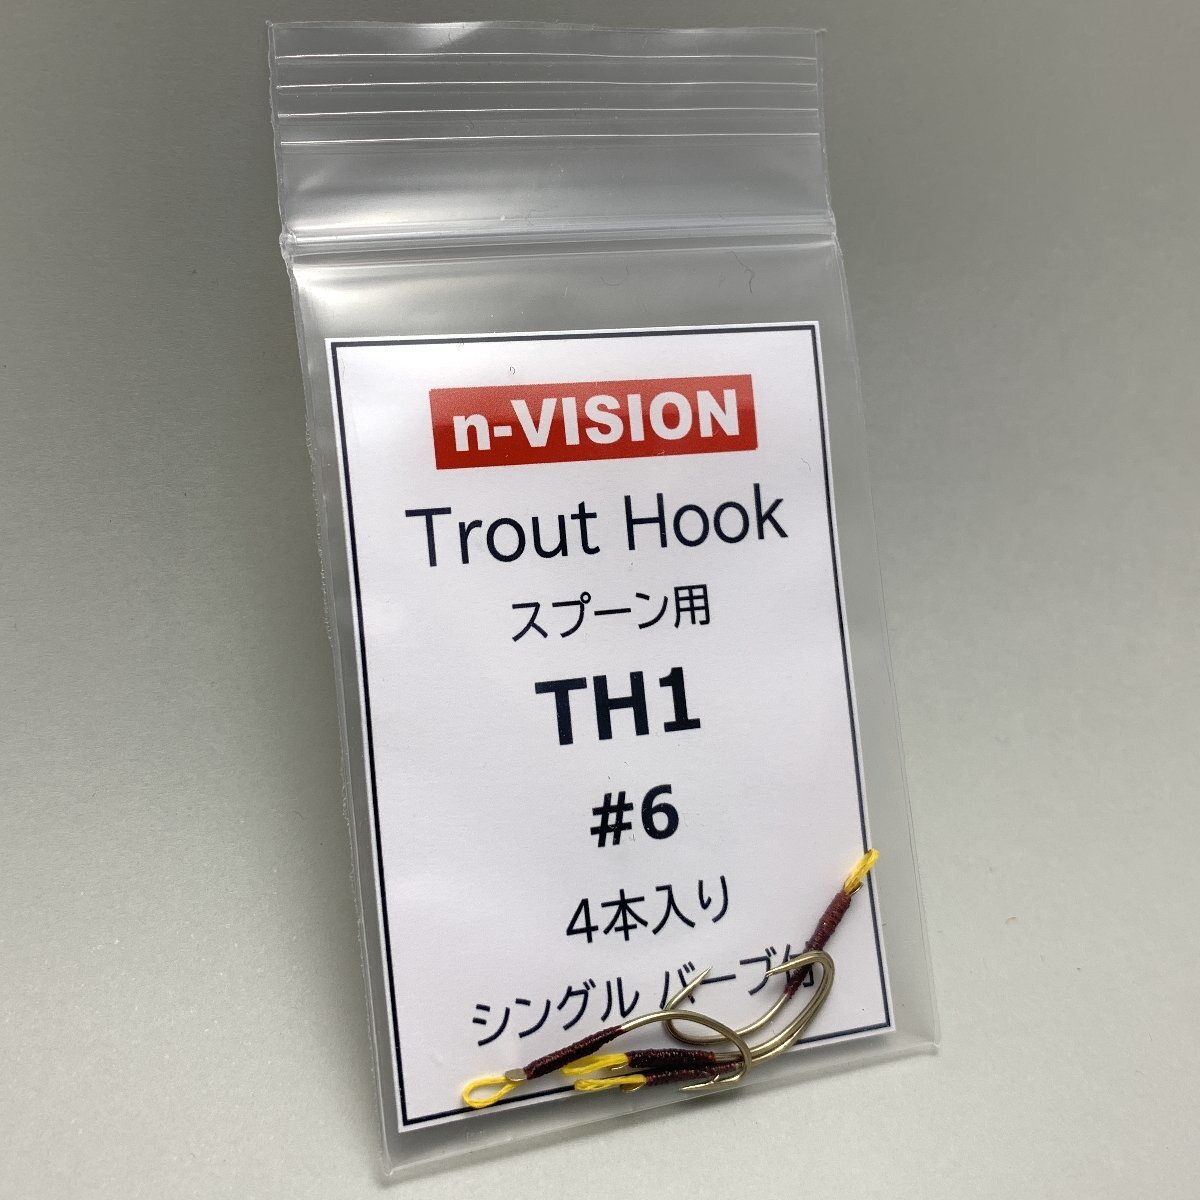 n-VISION
Trout Hook
スプーン用
TH1
#6
4本入り
シングル バーブ付